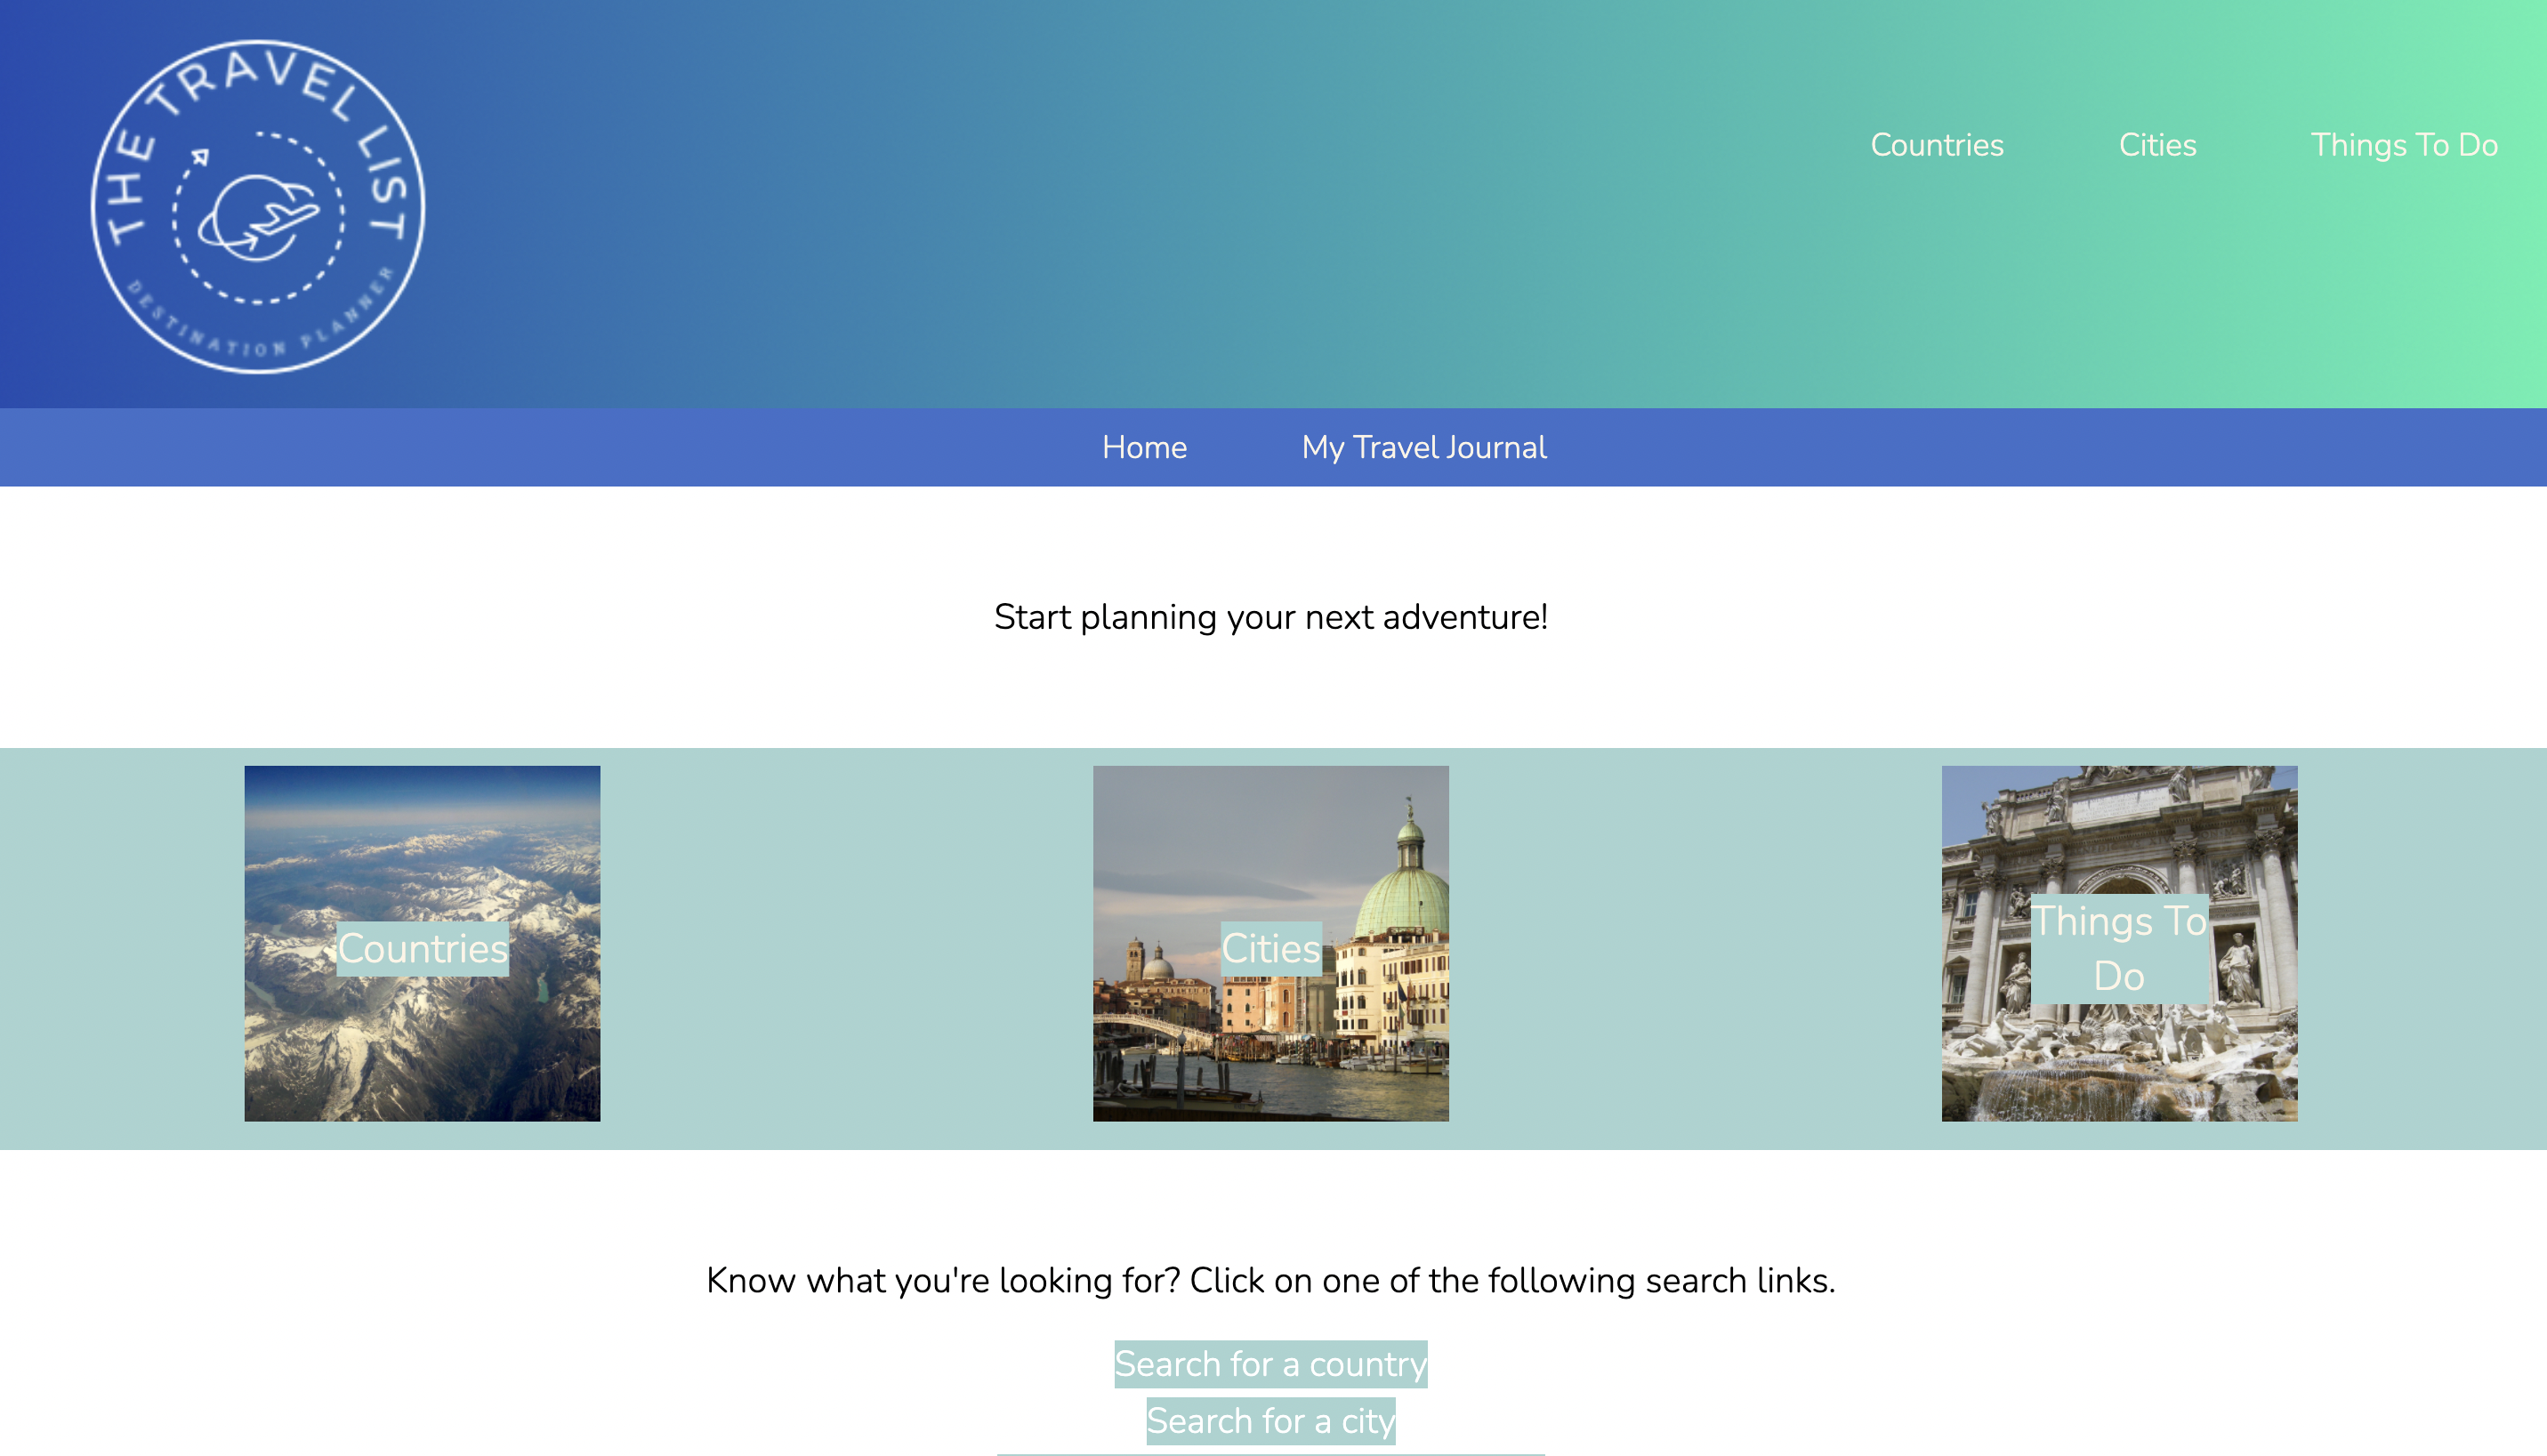 THE TRAVEL LIST
DESTINATION PLANNER
Countries Cities Things To Do
Home My Travel Journal
Start planning your next adventure!
Countries
Cities
Things To
Do
Know what you're looking for? Click on one of the following search links.
Search for a country
Search for a city